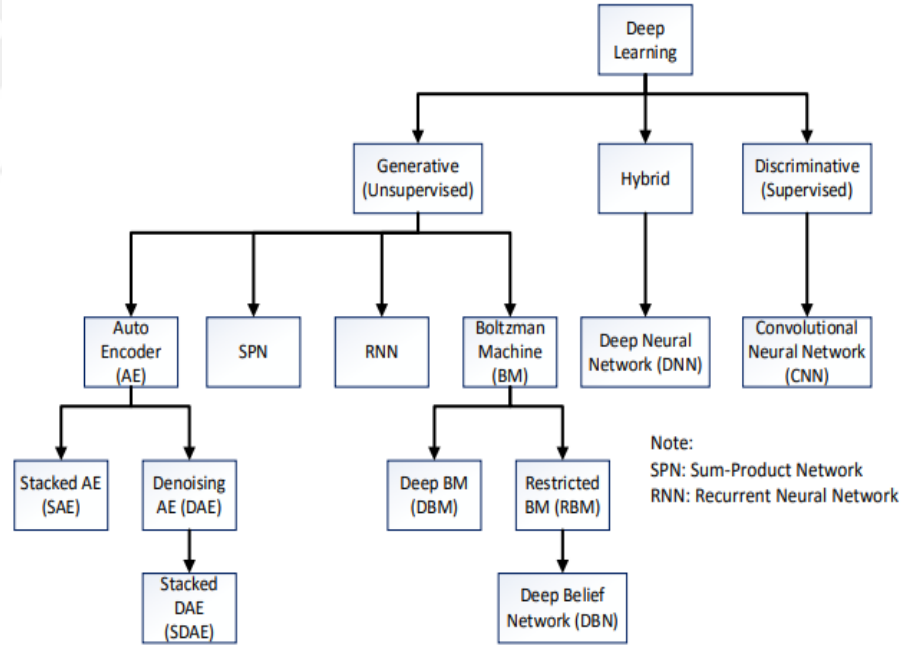 Deep
Learning
Generative
(Unsupervised)
Hybrid
Discriminative
(Supervised)
Auto
Encoder
(AE)
SPN
RNN
Boltzman
Machine
(BM)
Deep Neural
Network (DNN)
Convolutional
Neural Network
(CNN)
Stacked AE
(SAE)
Denoising
AE (DAE)
Deep BM
(DBM)
Restricted
BM (RBM)
Note:
SPN: Sum-Product Network
RNN: Recurrent Neural Network
Stacked
DAE
(SDAE)
Deep Belief
Network (DBN)